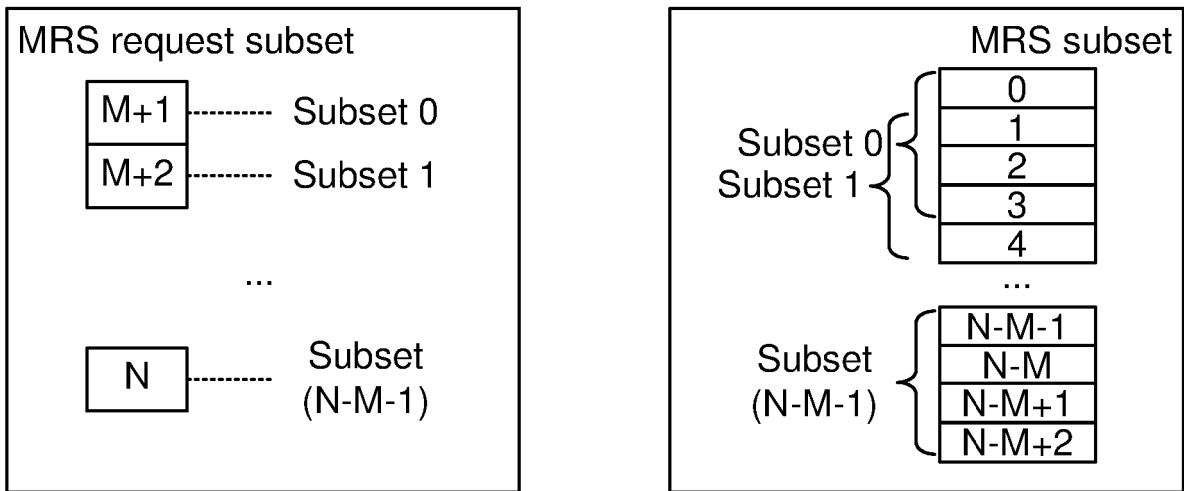 MRS request subset
M+1
Subset 0
M+2
Subset 1
...
N
Subset
(N-M-1)
MRS subset
0
1
2
3
4
Subset 0
Subset 1
...
N-M-1
N-M
N-M+1
N-M+2
Subset
(N-M-1)